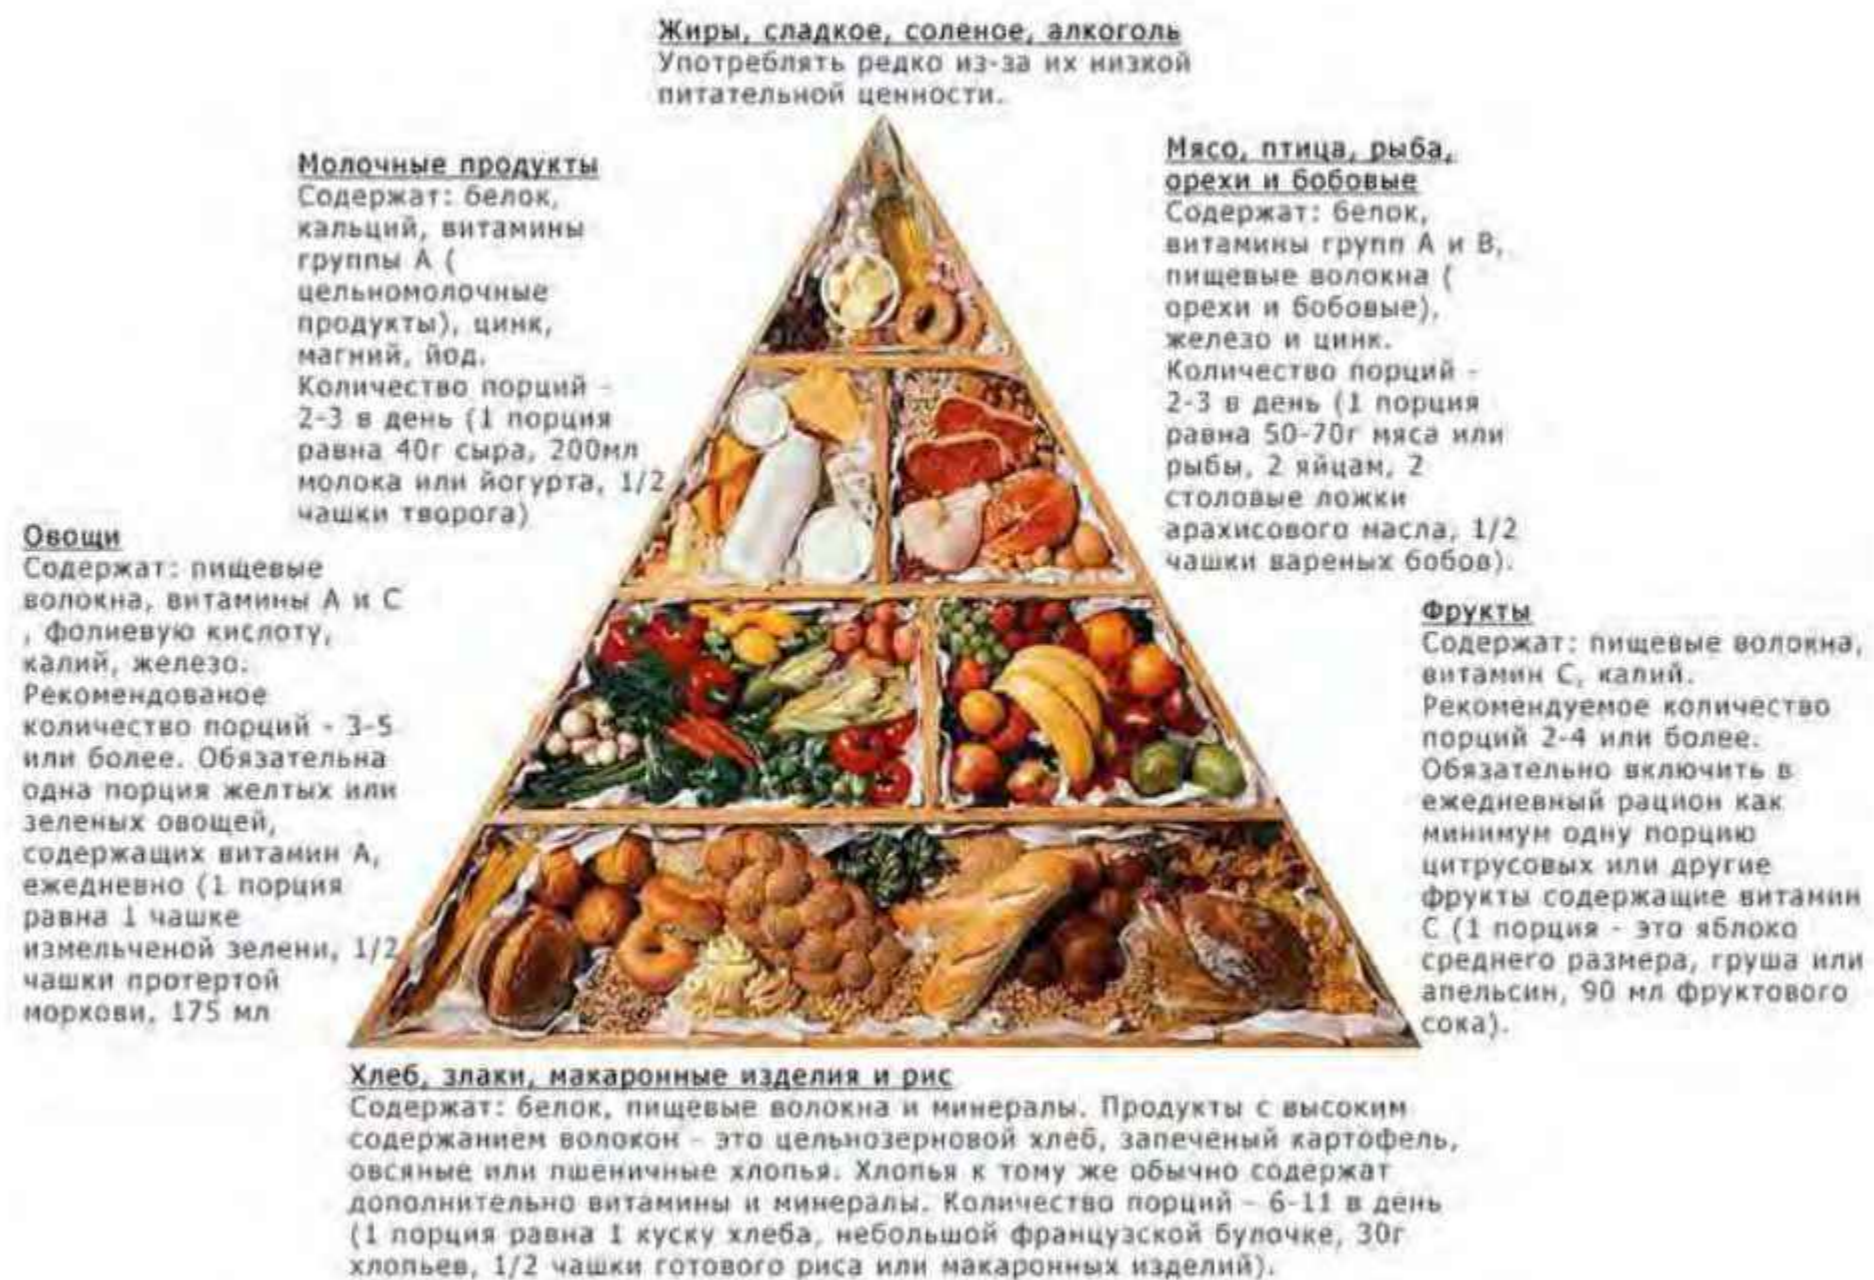 Жиры, сладкое, соленое, алкоголь
Употреблять редко из-за их низкой
питательной ценности.
Молочные продукты
Содержат: белок,
кальций, витамины
группы А (
цельномолочные
продукты), цинк,
магний, йод.
Количество порций -
2-3 в день (1 порция
равна 40г сыра, 200мл
молока или йогурта, 1/2
чашки творога)
Мясо, птица, рыба,
орехи и бобовые
Содержат: белок,
витамины групп А и В,
пищевые волокна (
орехи и бобовые),
железо и цинк.
Количество порций -
2-3 в день (1 порция
равна 50-70г мяса или
рыбы, 2 яйцам, 2
столовые ложки
арахисового масла, 1/2
чашки вареных бобов).
Овощи
Содержат: пищевые
волокна, витамины А и С
, фолиевую кислоту,
калий, железо.
Рекомендованое
количество порций - 3-5
или более. Обязательна
одна порция желтых или
зеленых овощей,
содержащих витамин А,
ежедневно (1 порция
равна 1 чашке
измельченой зелени, 1/2
чашки протертой
моркови, 175 мл
Фрукты
Содержат: пищевые волокна,
витамин С, калий.
Рекомендуемое количество
порций 2-4 или более.
Обязательно включить в
ежедневный рацион как
минимум одну порцию
цитрусовых или другие
фрукты содержащие витамин
С (1 порция - это яблоко
среднего размера, груша или
апельсин, 90 мл фруктового
сока).
Хлеб, злаки, макаронные изделия и рис
Содержат: белок, пищевые волокна и минералы. Продукты с высоким
содержанием волокон - это цельнозерновой хлеб, запеченый картофель,
овсяные или пшеничные хлопья. Хлопья к тому же обычно содержат
дополнительно витамины и минералы. Количество порций - 6-11 в день
(1 порция равна 1 куску хлеба, небольшой французской булочке, 30г
хлопьев, 1/2 чашки готового риса или макаронных изделий).